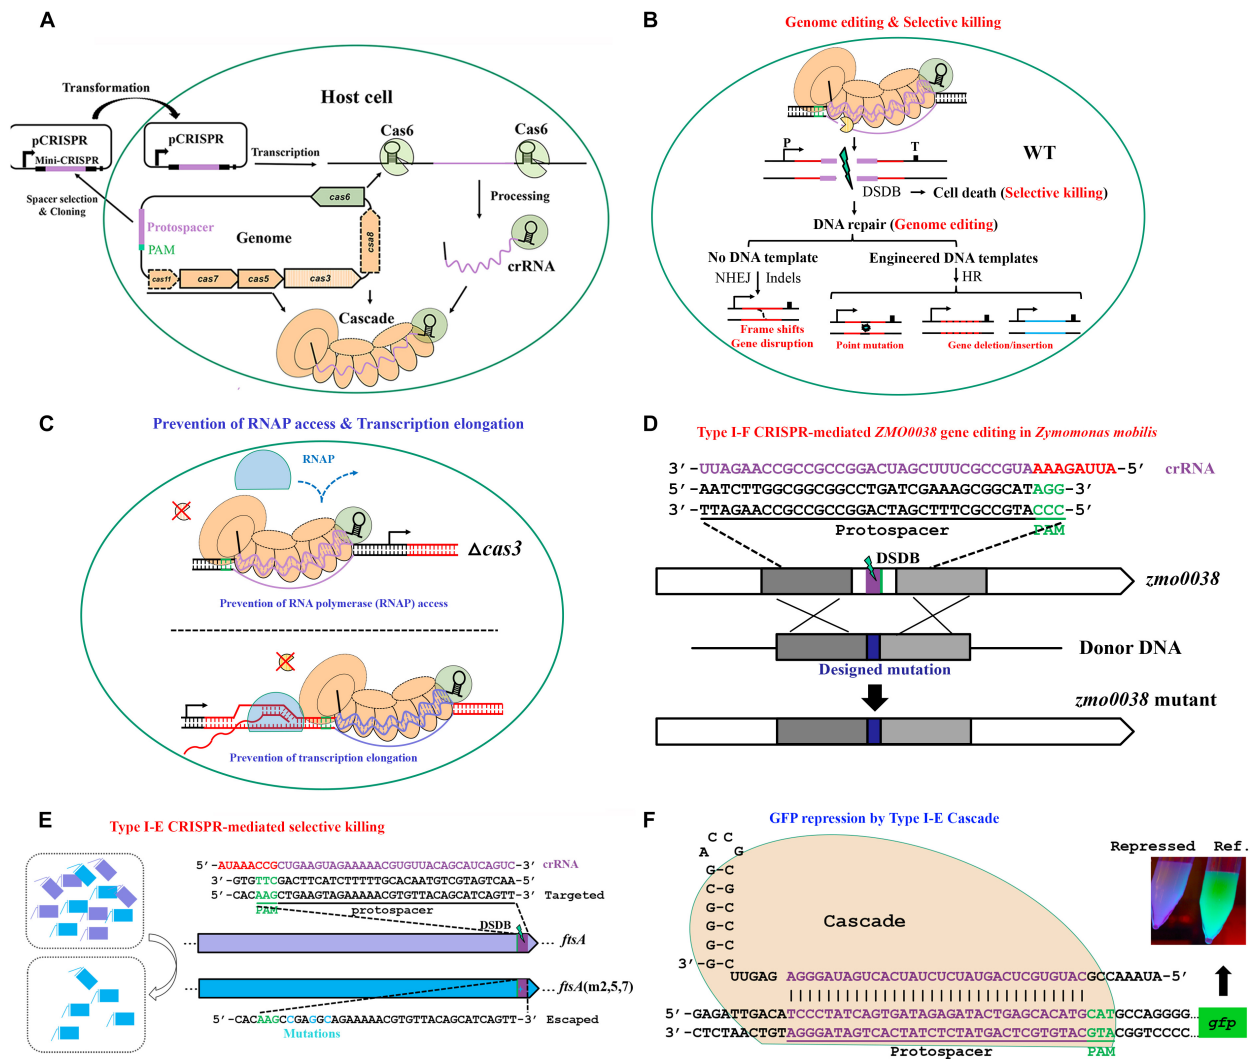 A
Transformation
Host cell
pCRISPR
Mini-CRISPR
pCRISPR
Transcription
Cas6
Cas6
Spacer selection
& Cloning
Processing
cas6
Protospacer
PAM
Genome
csa8
crRNA
cas11
cas7
cas5
cas3
Cascade
B
Genome editing & Selective killing
P
T
WT
DSDB
Cell death (Selective killing)
DNA repair (Genome editing)
No DNA template
Engineered DNA templates
NHEJ
Indels
HR
Frame shifts
Gene disruption
Point mutation
Gene deletion/insertion
C
Prevention of RNAP access & Transcription elongation
RNAP
Δcas3
Prevention of RNA polymerase (RNAP) access
Prevention of transcription elongation
D
Type I-F CRISPR-mediated ZMO0038 gene editing in Zymomonas mobilis
3’-UUAGAACCGCCGCCGGACUAGCUUUCGCCGUAAAAGAUUA-5’ crRNA
5’-AATCTTGGCGGCGGCCTGATCGAAAGCGGCATAGG-3’
3’-TTAGAACCGCCGCCGGACTAGCTTTCGCCGTACCC-5’
Protospacer
PAM
DSDB
zmo0038
Donor DNA
Designed mutation
zmo0038 mutant
E
Type I-E CRISPR-mediated selective killing
5’-AUAAACCGCUGAAGUAGAAAAACGUGUUACAGCAUCAGUC-3’ crRNA
3’-GTGTTCGACTTCATCTTTTTGCACAATGTCGTAGTCAA-5’
5’-CACAAGCTGAAGTAGAAAAACGTGTTACAGCATCAGTT-3’ Targeted
PAM
protospacer
DSDB
ftsA
ftsA(m2,5,7)
5’-CACAAGCCGAGGCAGAAAAACGTGTTACAGCATCAGTT-3’ Escaped
Mutations
F
GFP repression by Type I-E Cascade
C C
A G
G-C
C-G
G-C
G-C
C-G
3’-G-C
Cascade
Repressed
Ref.
UUGAG AGGGAUAGUCACUAUCUCUAUGACUCGUGUACGCCAAAUA-5’
5’-GAGATTGACATCCCTATCAGTGATAGAGATACTGAGCACATGCATGCCAGGGG…
3’-CTCTAACTGTAGGGATAGTCACTATCTCTATGACTCGTGTACGTACGGTCCCC…
Protospacer
PAM
gfp